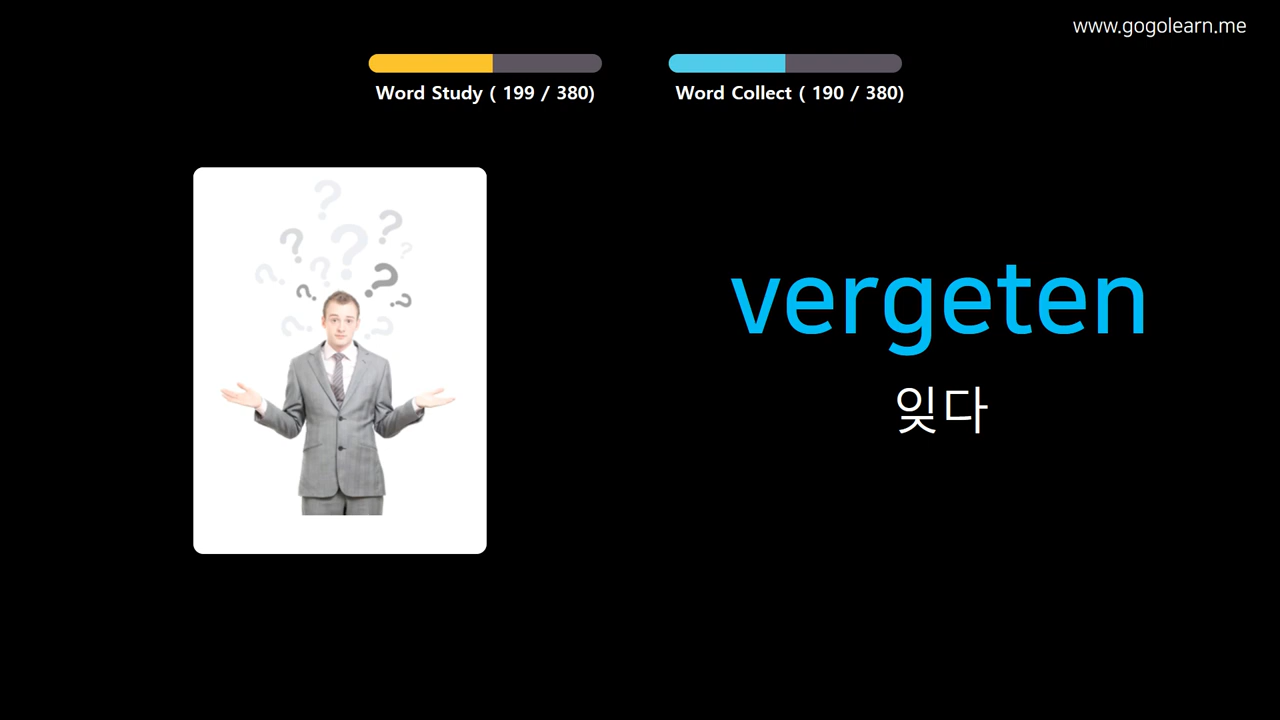 www.gogolearn.me
Word Study ( 199 / 380)
Word Collect ( 190 / 380)
vergeten
잊다